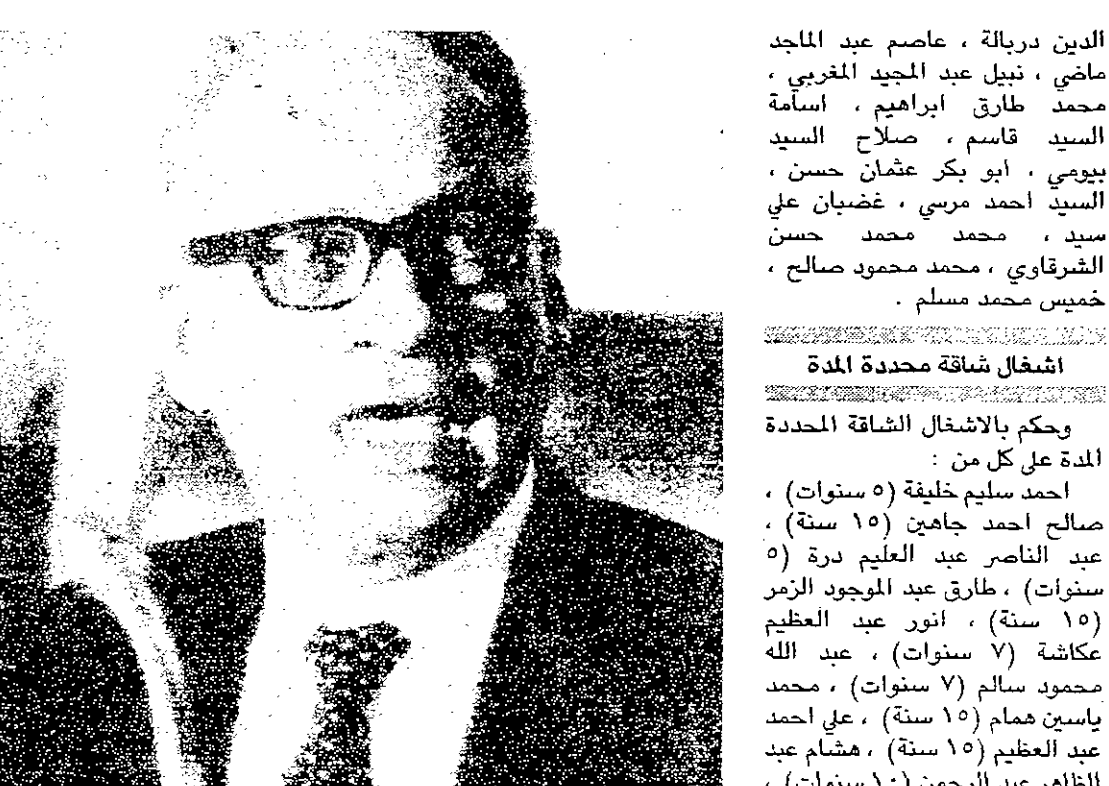 الدين دربالة ، عاصم عبد الماجد
ماضي ، نبيل عبد المجيد المغربي ،
محمد طارق ابراهيم ، اسامة
السيد قاسم ، صلاح السيد
بيومي ، ابو بكر عثمان حسن ،
السيد احمد مرسي ، غضبان علي
سيد ، محمد محمد حسن
الشرقاوي ، محمد محمود صالح ،
خميس محمد مسلم .
اشغال شاقة محددة المدة
وحكم بالاشغال الشاقة المحددة
المدة على كل من :
احمد سليم خليفة (٥ سنوات) ،
صالح احمد جاهين (١٥ سنة) ،
عبد الناصر عبد العليم درة (٥
سنوات) ، طارق عبد الموجود الزمر
(١٥ سنة) ، انور عبد العظيم
عكاشة (٧ سنوات) ، عبد الله
محمود سالم (٧ سنوات) ، محمد
ياسين همام (١٥ سنة) ، علي احمد
عبد العظيم (١٥ سنة) ، هشام عبد
الظاهر عبد الرحمن (١٠ سنوات) ،